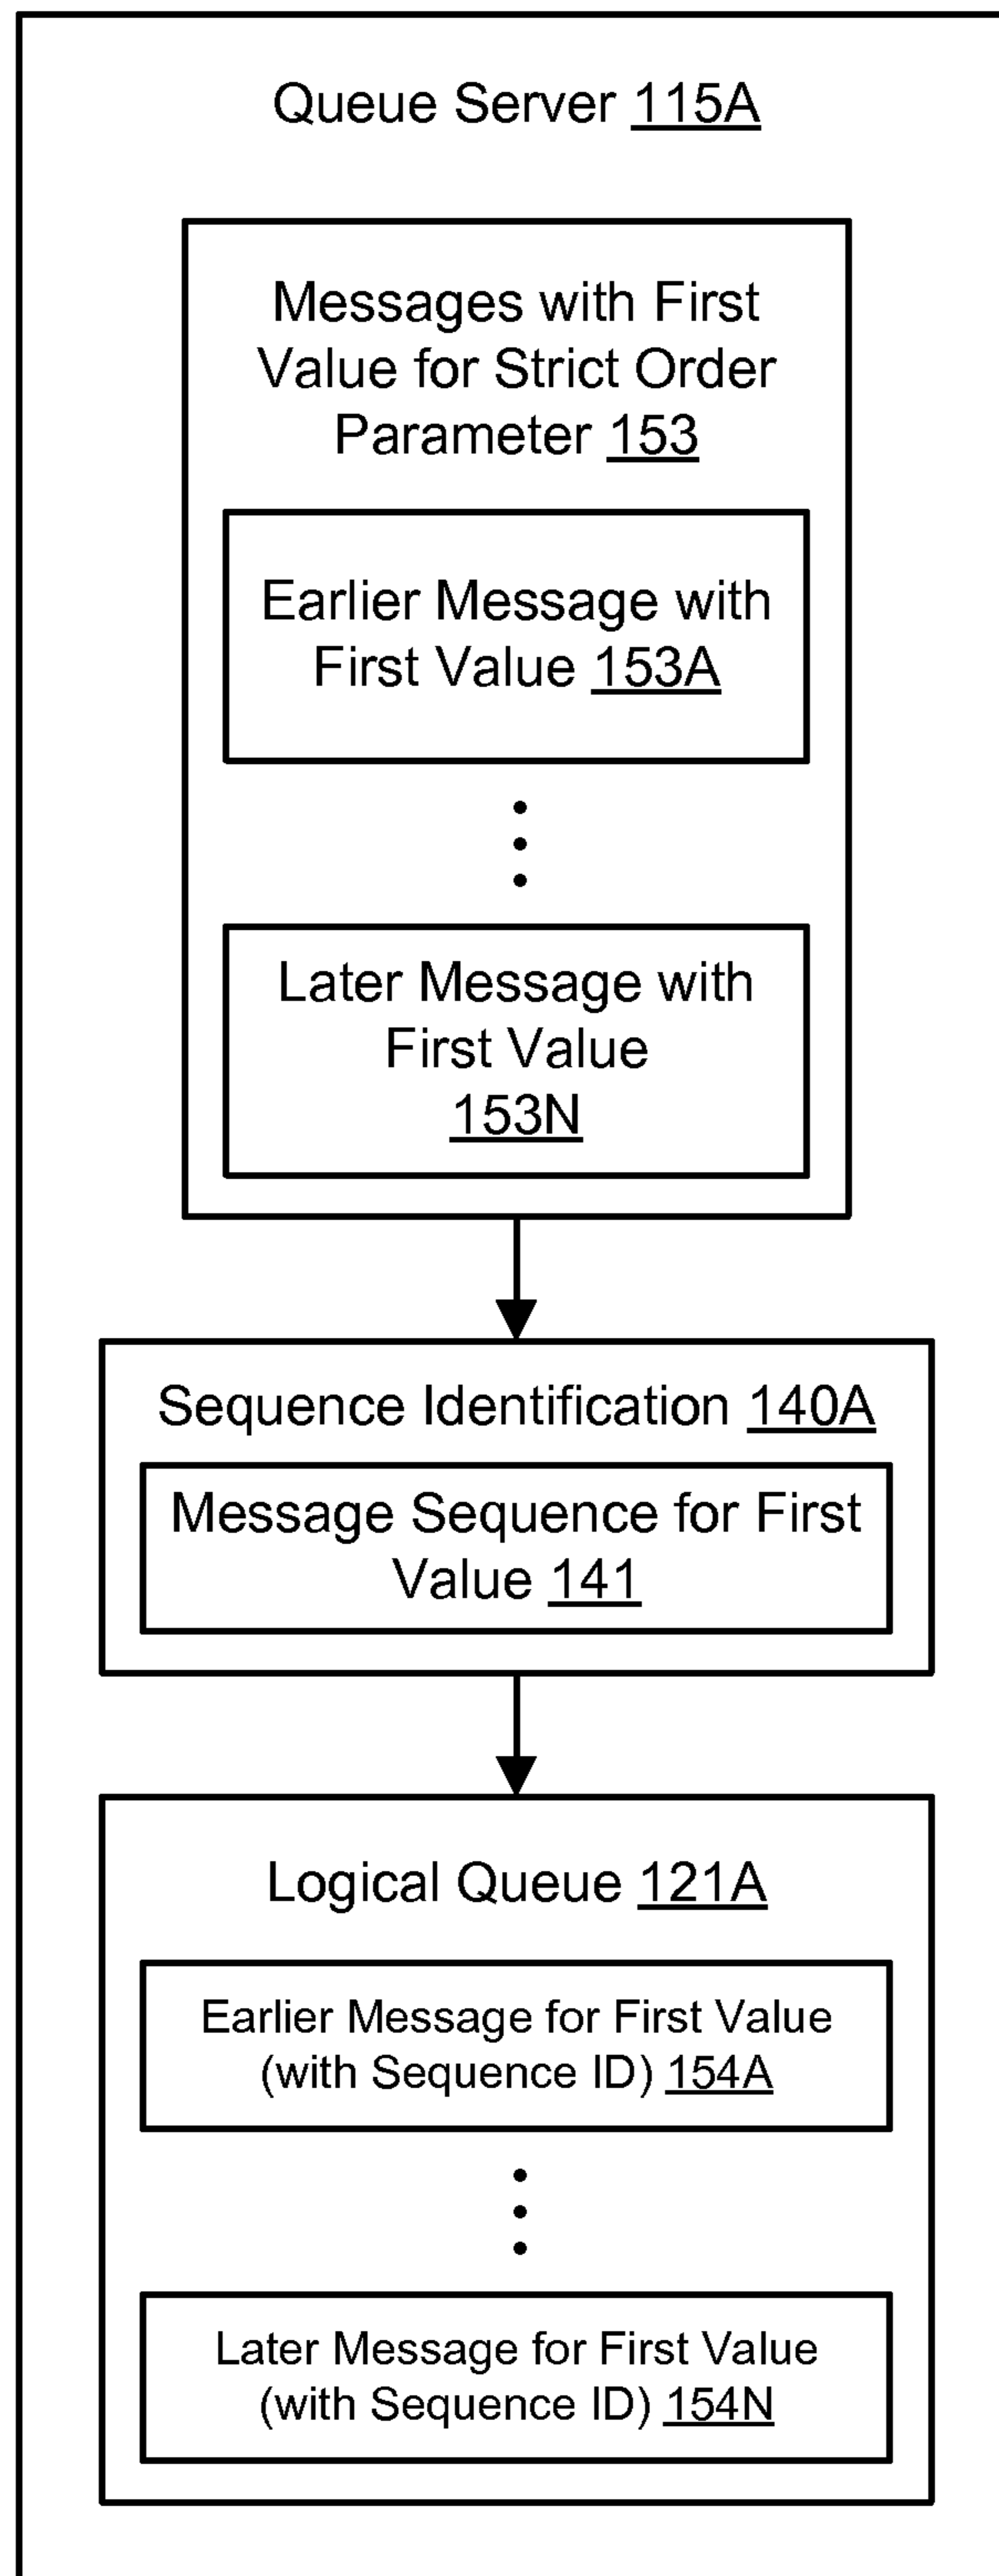 Queue Server 115A
Messages with First
Value for Strict Order
Parameter 153
Earlier Message with
First Value 153A
Later Message with
First Value
153N
Sequence Identification 140A
Message Sequence for First
Value 141
Logical Queue 121A
Earlier Message for First Value
(with Sequence ID) 154A
Later Message for First Value
(with Sequence ID) 154N